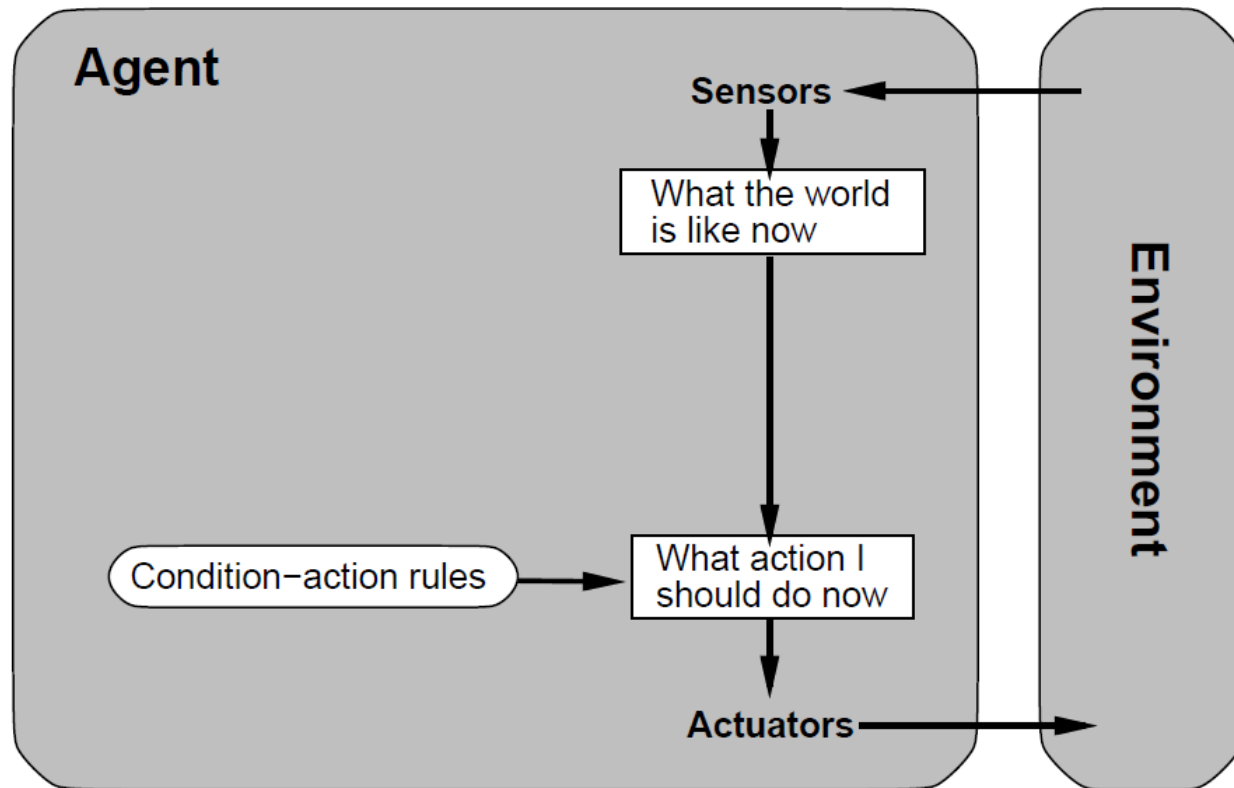 Agent
Sensors
What the world
is like now
Environment
Condition−action rules
What action I
should do now
Actuators